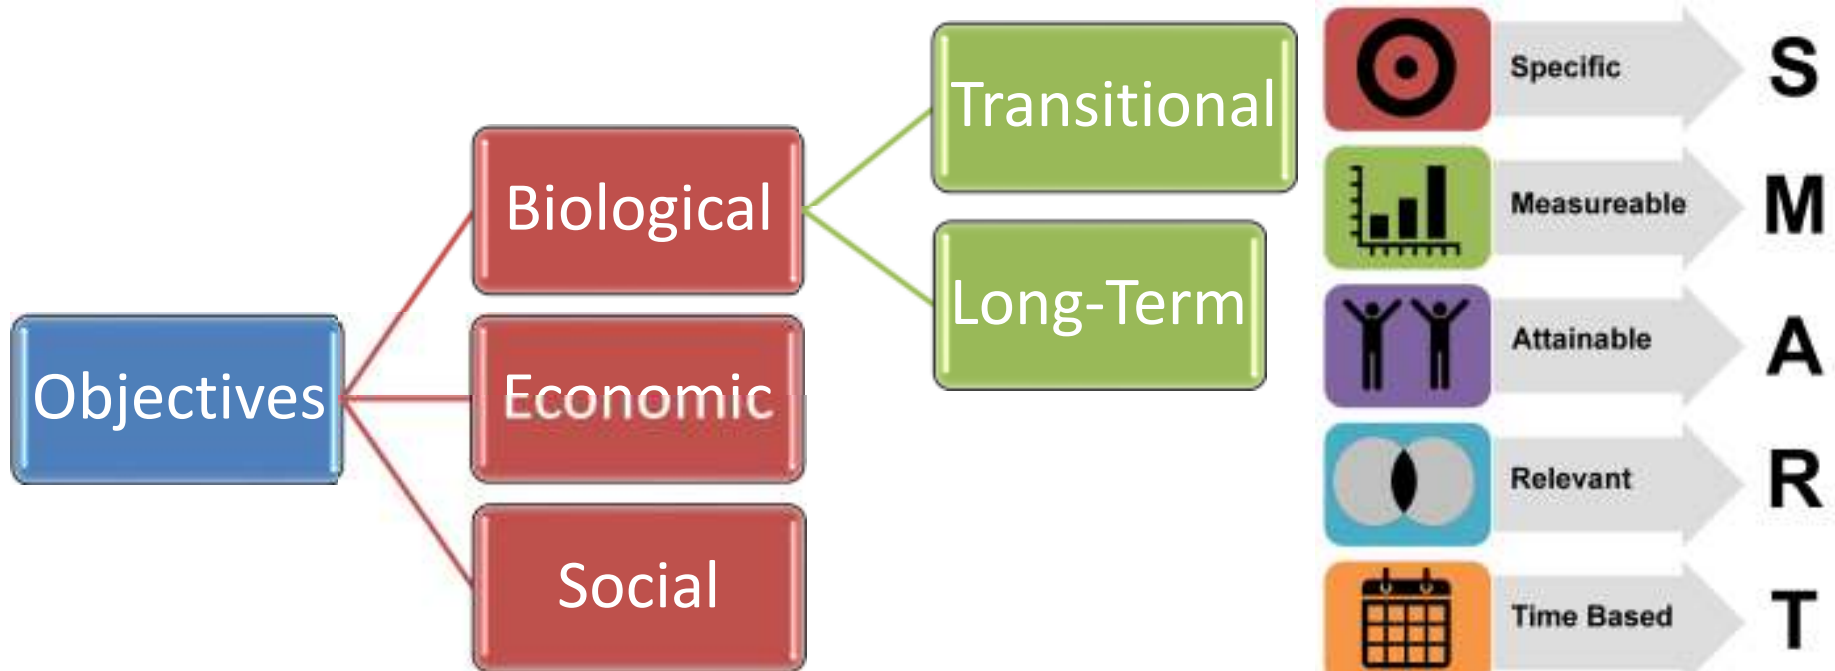 Objectives
Biological
Economic
Social
Transitional
Long-Term
Specific S
Measureable M
Attainable A
Relevant R
Time Based T